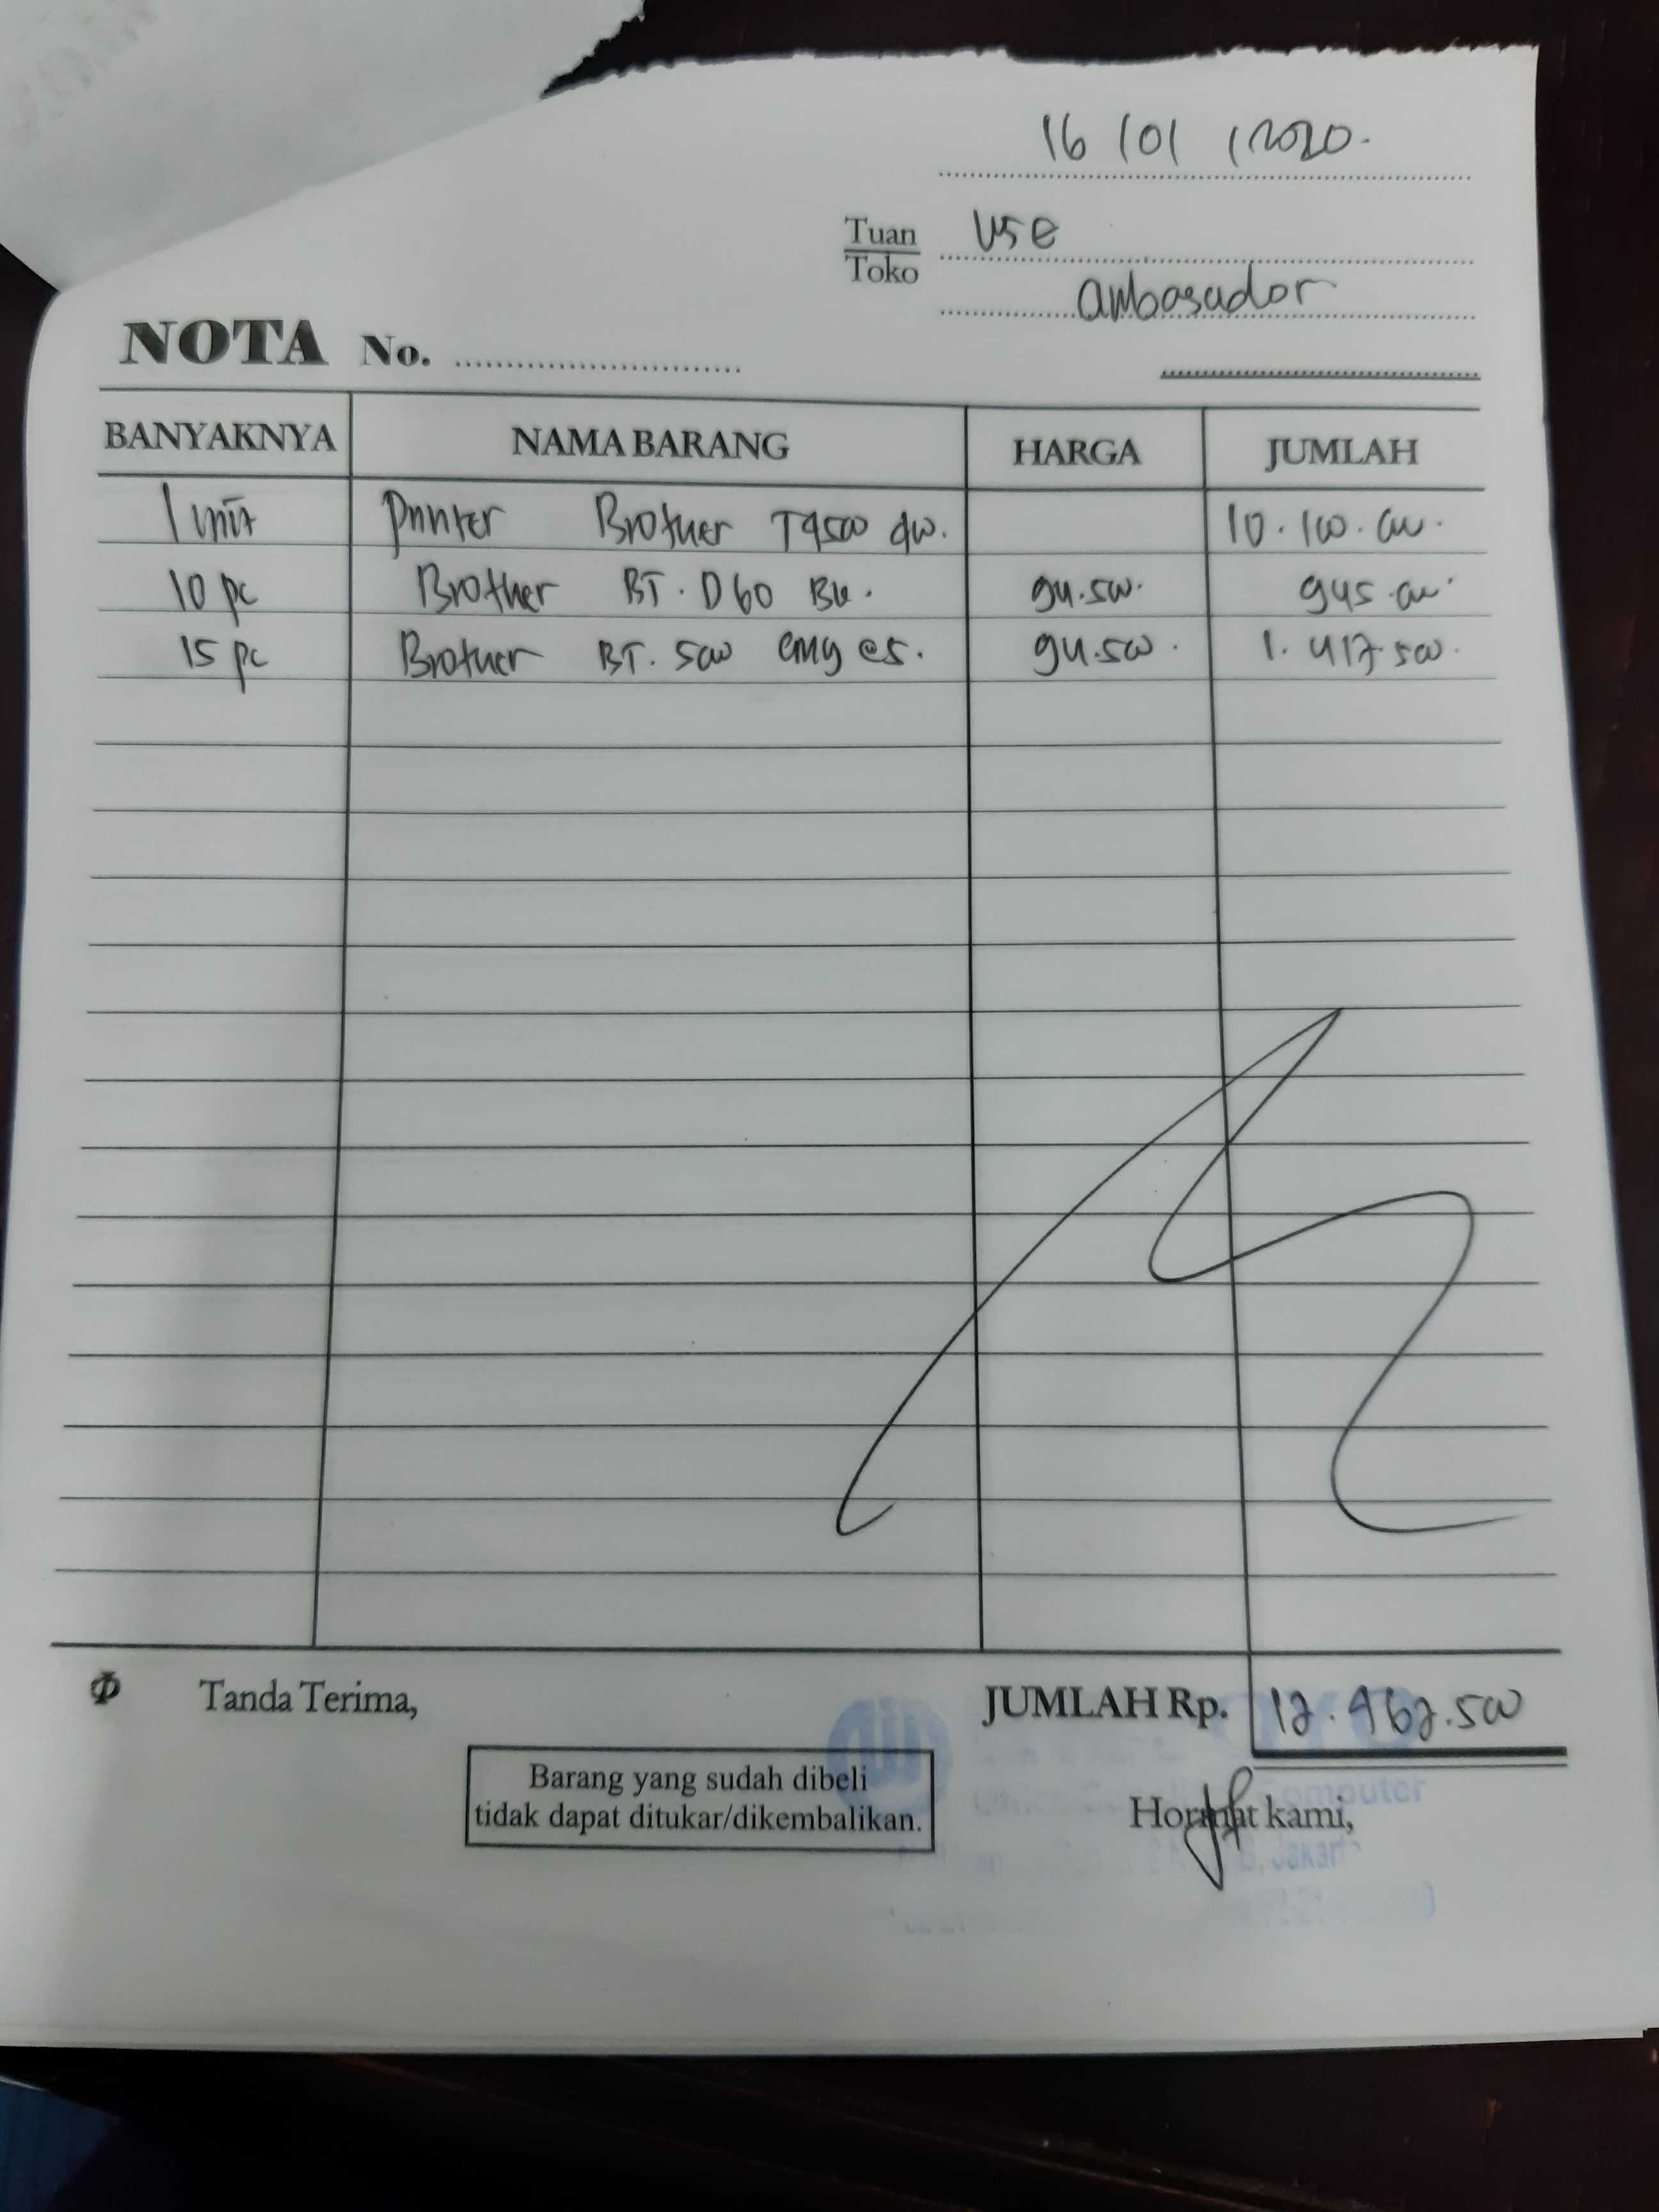 16/01/2020.
Tuan
Toko
use
ambasador
NOTA No.
BANYAKNYA NAMA BARANG HARGA JUMLAH
1 unit Printer Brother T4500 dw. 10.100.000.
10 pc Brother BT.D60 BK. 94.500. 945.000
15 pc Brother BT.5000 cmy @5. 94.500. 1.417.500.
Tanda Terima,
JUMLAH Rp. 12.462.500
Barang yang sudah dibeli
tidak dapat ditukar/dikembalikan.
Hormat kami,
Computer